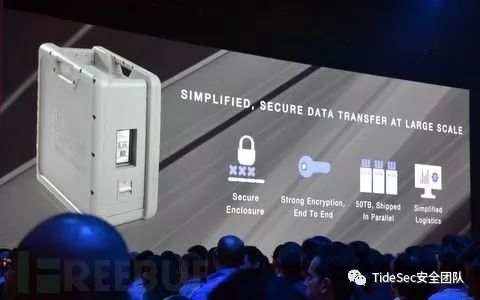 SIMPLIFIED, SECURE DATA TRANSFER AT LARGE SCALE
Secure
Enclosure
Strong Encryption,
End To End
50TB, Shipped
In Parallel
Simplified
Logistics
REEBUF
TideSec安全团队